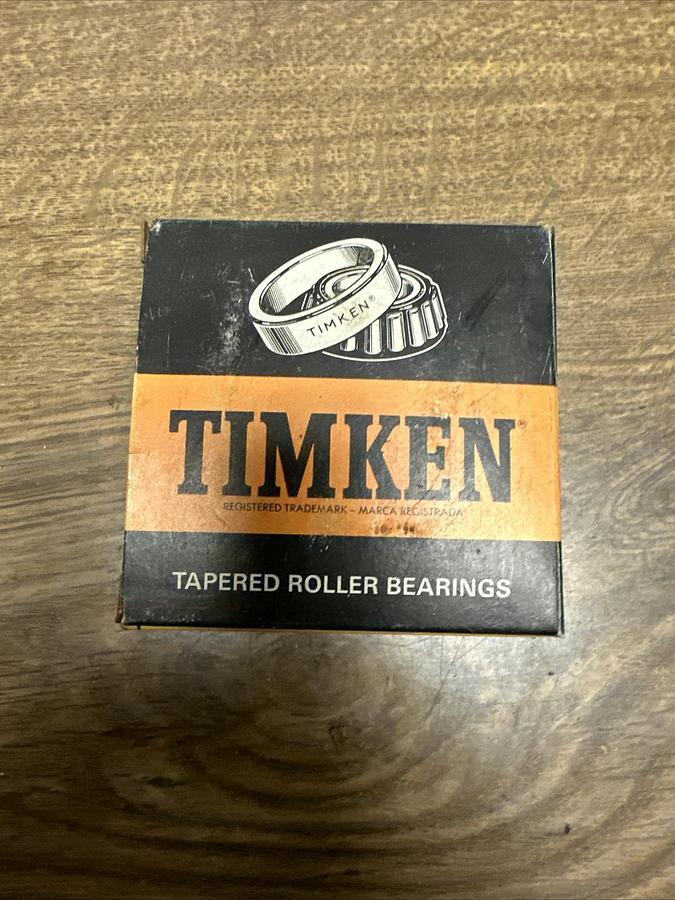 TIMKEN®
TIMKEN®
REGISTERED TRADEMARK – MARCA REGISTRADA
TAPERED ROLLER BEARINGS